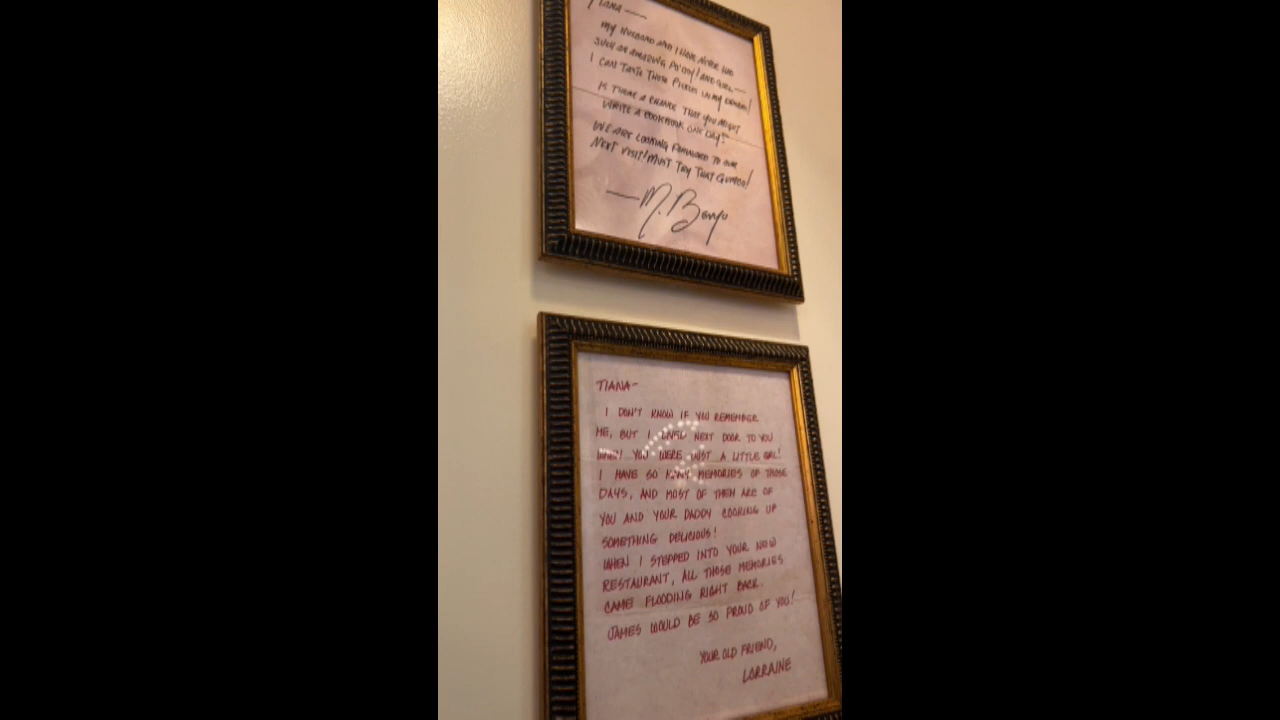 TIANA—
MY HUSBAND AND I HAVE NEVER HAD
SUCH AN AMAZING PO'BOY! AND GIRL—
I CAN TASTE THOSE PICKLES IN MY DREAMS!
IS THERE A CHANCE THAT YOU MIGHT
WRITE A COOKBOOK ONE DAY?
WE ARE LOOKING FORWARD TO OUR
NEXT VISIT! MUST TRY THAT GUMBO!
—M.
TIANA-
I DON'T KNOW IF YOU REMEMBER
ME, BUT I LIVED NEXT DOOR TO YOU
WHEN YOU WERE JUST A LITTLE GIRL!
I HAVE SO MANY MEMORIES OF THOSE
DAYS, AND MOST OF THEM ARE OF
YOU AND YOUR DADDY COOKING UP
SOMETHING DELICIOUS!
WHEN I STEPPED INTO YOUR NEW
RESTAURANT, ALL THOSE MEMORIES
CAME FLOODING RIGHT BACK.
JAMES WOULD BE SO PROUD OF YOU!
YOUR OLD FRIEND,
LORRAINE